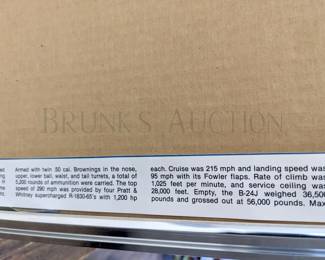 BRUNK'S AUCTION
Armed with twin .50 cal. Brownings in the nose,
upper, lower ball, waist, and tail turrets, a total of
5,200 rounds of ammunition were carried. The top
speed of 290 mph was provided by four Pratt &
Whitney supercharged R-1830-65's with 1,200 hp
each. Cruise was 215 mph and landing speed was
95 mph with its Fowler flaps. Rate of climb was
1,025 feet per minute, and service ceiling was
28,000 feet. Empty, the B-24J weighed 36,500
pounds and grossed out at 56,000 pounds. Max